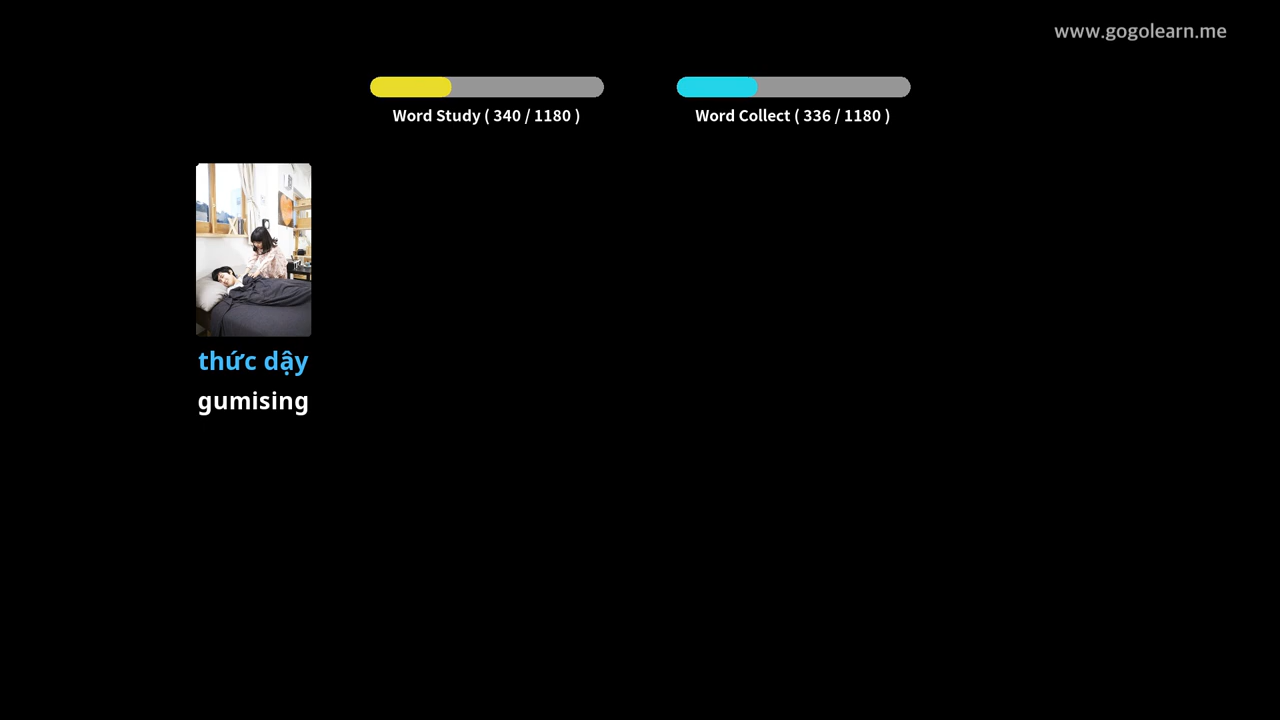 www.gogolearn.me
Word Study ( 340 / 1180 )
Word Collect ( 336 / 1180 )
thức dậy
gumising